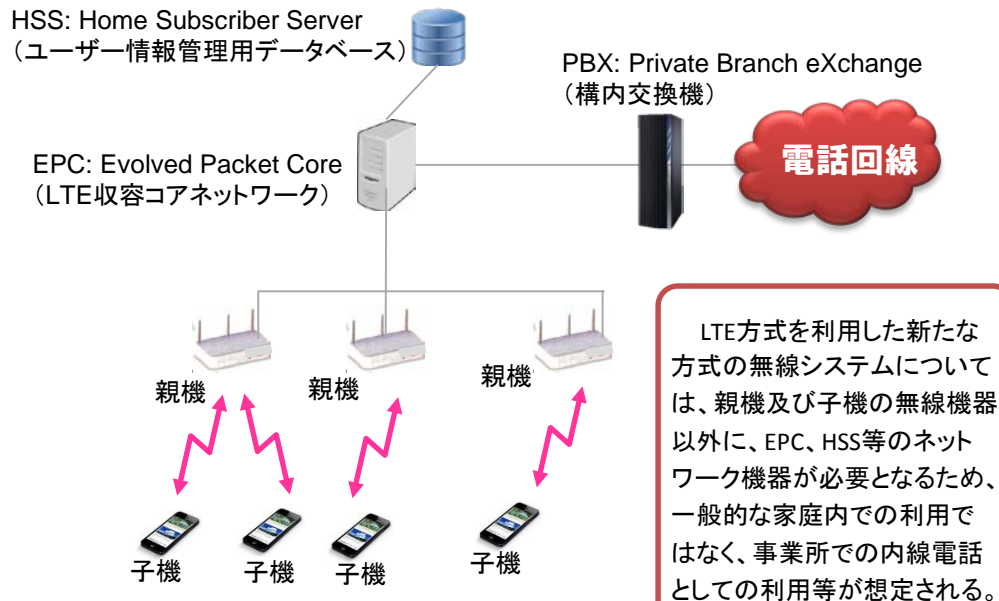 HSS: Home Subscriber Server
（ユーザー情報管理用データベース）
PBX: Private Branch eXchange
（構内交換機）
EPC: Evolved Packet Core
（LTE収容コアネットワーク）
電話回線
親機
親機
親機
子機
子機
子機
子機
LTE方式を利用した新たな
方式の無線システムについて
は、親機及び子機の無線機器
以外に、EPC、HSS等のネット
ワーク機器が必要となるため、
一般的な家庭内での利用で
はなく、事業所での内線電話
としての利用等が想定される。